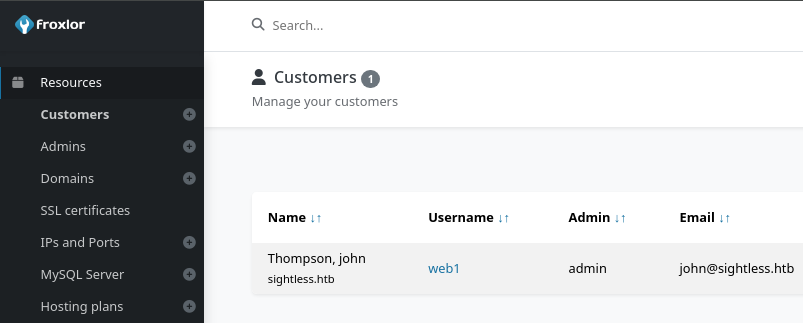 Froxlor
Search...
Resources
Customers
Admins
Domains
SSL certificates
IPs and Ports
MySQL Server
Hosting plans
Customers 1
Manage your customers
Name ↓↑ Username ↓↑ Admin ↓↑ Email ↓↑
Thompson, john web1 admin john@sightless.htb
sightless.htb